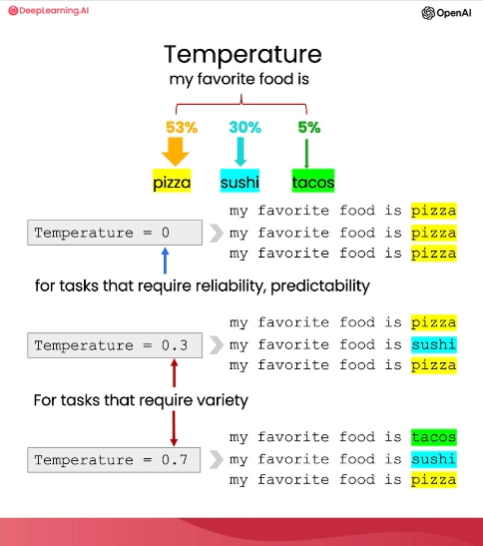 DeepLearning.AI
OpenAI
Temperature
my favorite food is
53% 30% 5%
pizza sushi tacos
my favorite food is pizza
Temperature = 0
my favorite food is pizza
my favorite food is pizza
for tasks that require reliability, predictability
my favorite food is pizza
Temperature = 0.3
my favorite food is sushi
my favorite food is pizza
For tasks that require variety
my favorite food is tacos
Temperature = 0.7
my favorite food is sushi
my favorite food is pizza